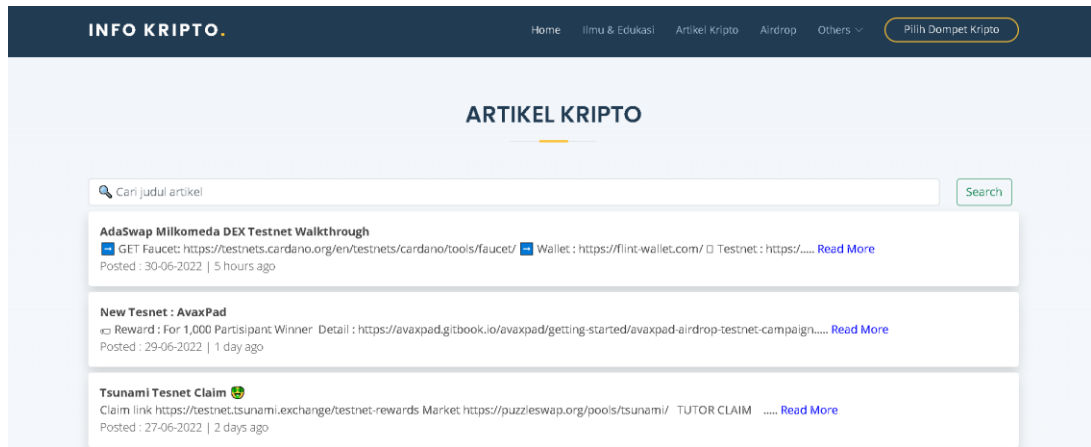 INFO KRIPTO.
Home Ilmu & Edukasi Artikel Kripto Airdrop Others Pilih Dompet Kripto
ARTIKEL KRIPTO
🔍 Cari judul artikel Search
AdaSwap Milkomeda DEX Testnet Walkthrough
➡ GET Faucet: https://testnets.cardano.org/en/testnets/cardano/tools/faucet/ ➡ Wallet : https://flint-wallet.com/ Testnet : https:/..... Read More
Posted : 30-06-2022 | 5 hours ago
New Tesnet : AvaxPad
Reward : For 1,000 Partisipant Winner Detail : https://avaxpad.gitbook.io/avaxpad/getting-started/avaxpad-airdrop-testnet-campaign..... Read More
Posted : 29-06-2022 | 1 day ago
Tsunami Tesnet Claim 🤑
Claim link https://testnet.tsunami.exchange/testnet-rewards Market https://puzzleswap.org/pools/tsunami/ TUTOR CLAIM ..... Read More
Posted : 27-06-2022 | 2 days ago